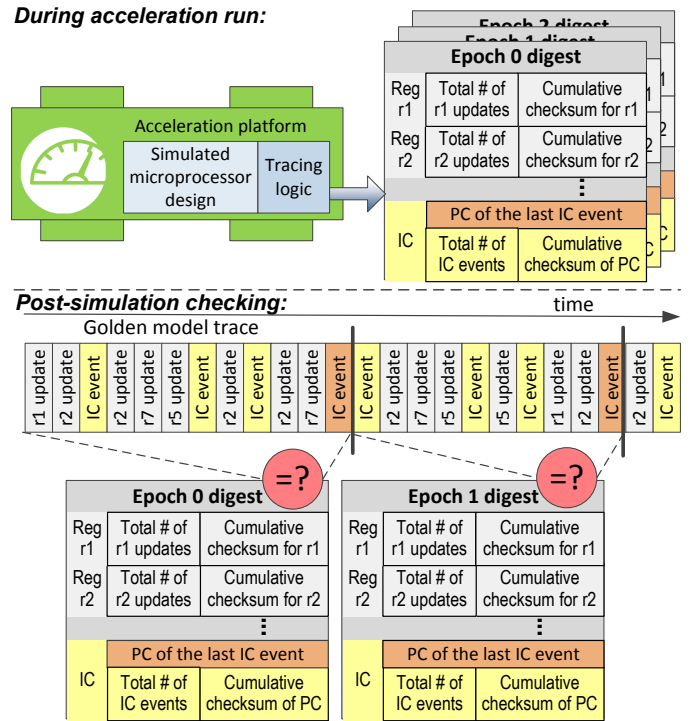 During acceleration run:
Epoch 2 digest
Epoch 1 digest
Epoch 0 digest
Reg r1
Total # of r1 updates
Cumulative checksum for r1
Reg r2
Total # of r2 updates
Cumulative checksum for r2
...
PC of the last IC event
IC
Total # of IC events
Cumulative checksum of PC
1
2
C
1
2
C
Acceleration platform
Simulated microprocessor design
Tracing logic
Post-simulation checking:
time
Golden model trace
r1 update
r2 update
IC event
r2 update
r7 update
r5 update
IC event
r2 update
IC event
r2 update
r7 update
IC event
IC event
r2 update
r7 update
r5 update
IC event
r5 update
IC event
r1 update
r2 update
IC event
r2 update
IC event
=?
=?
Epoch 0 digest
Reg r1
Total # of r1 updates
Cumulative checksum for r1
Reg r2
Total # of r2 updates
Cumulative checksum for r2
...
PC of the last IC event
IC
Total # of IC events
Cumulative checksum of PC
Epoch 1 digest
Reg r1
Total # of r1 updates
Cumulative checksum for r1
Reg r2
Total # of r2 updates
Cumulative checksum for r2
...
PC of the last IC event
IC
Total # of IC events
Cumulative checksum of PC